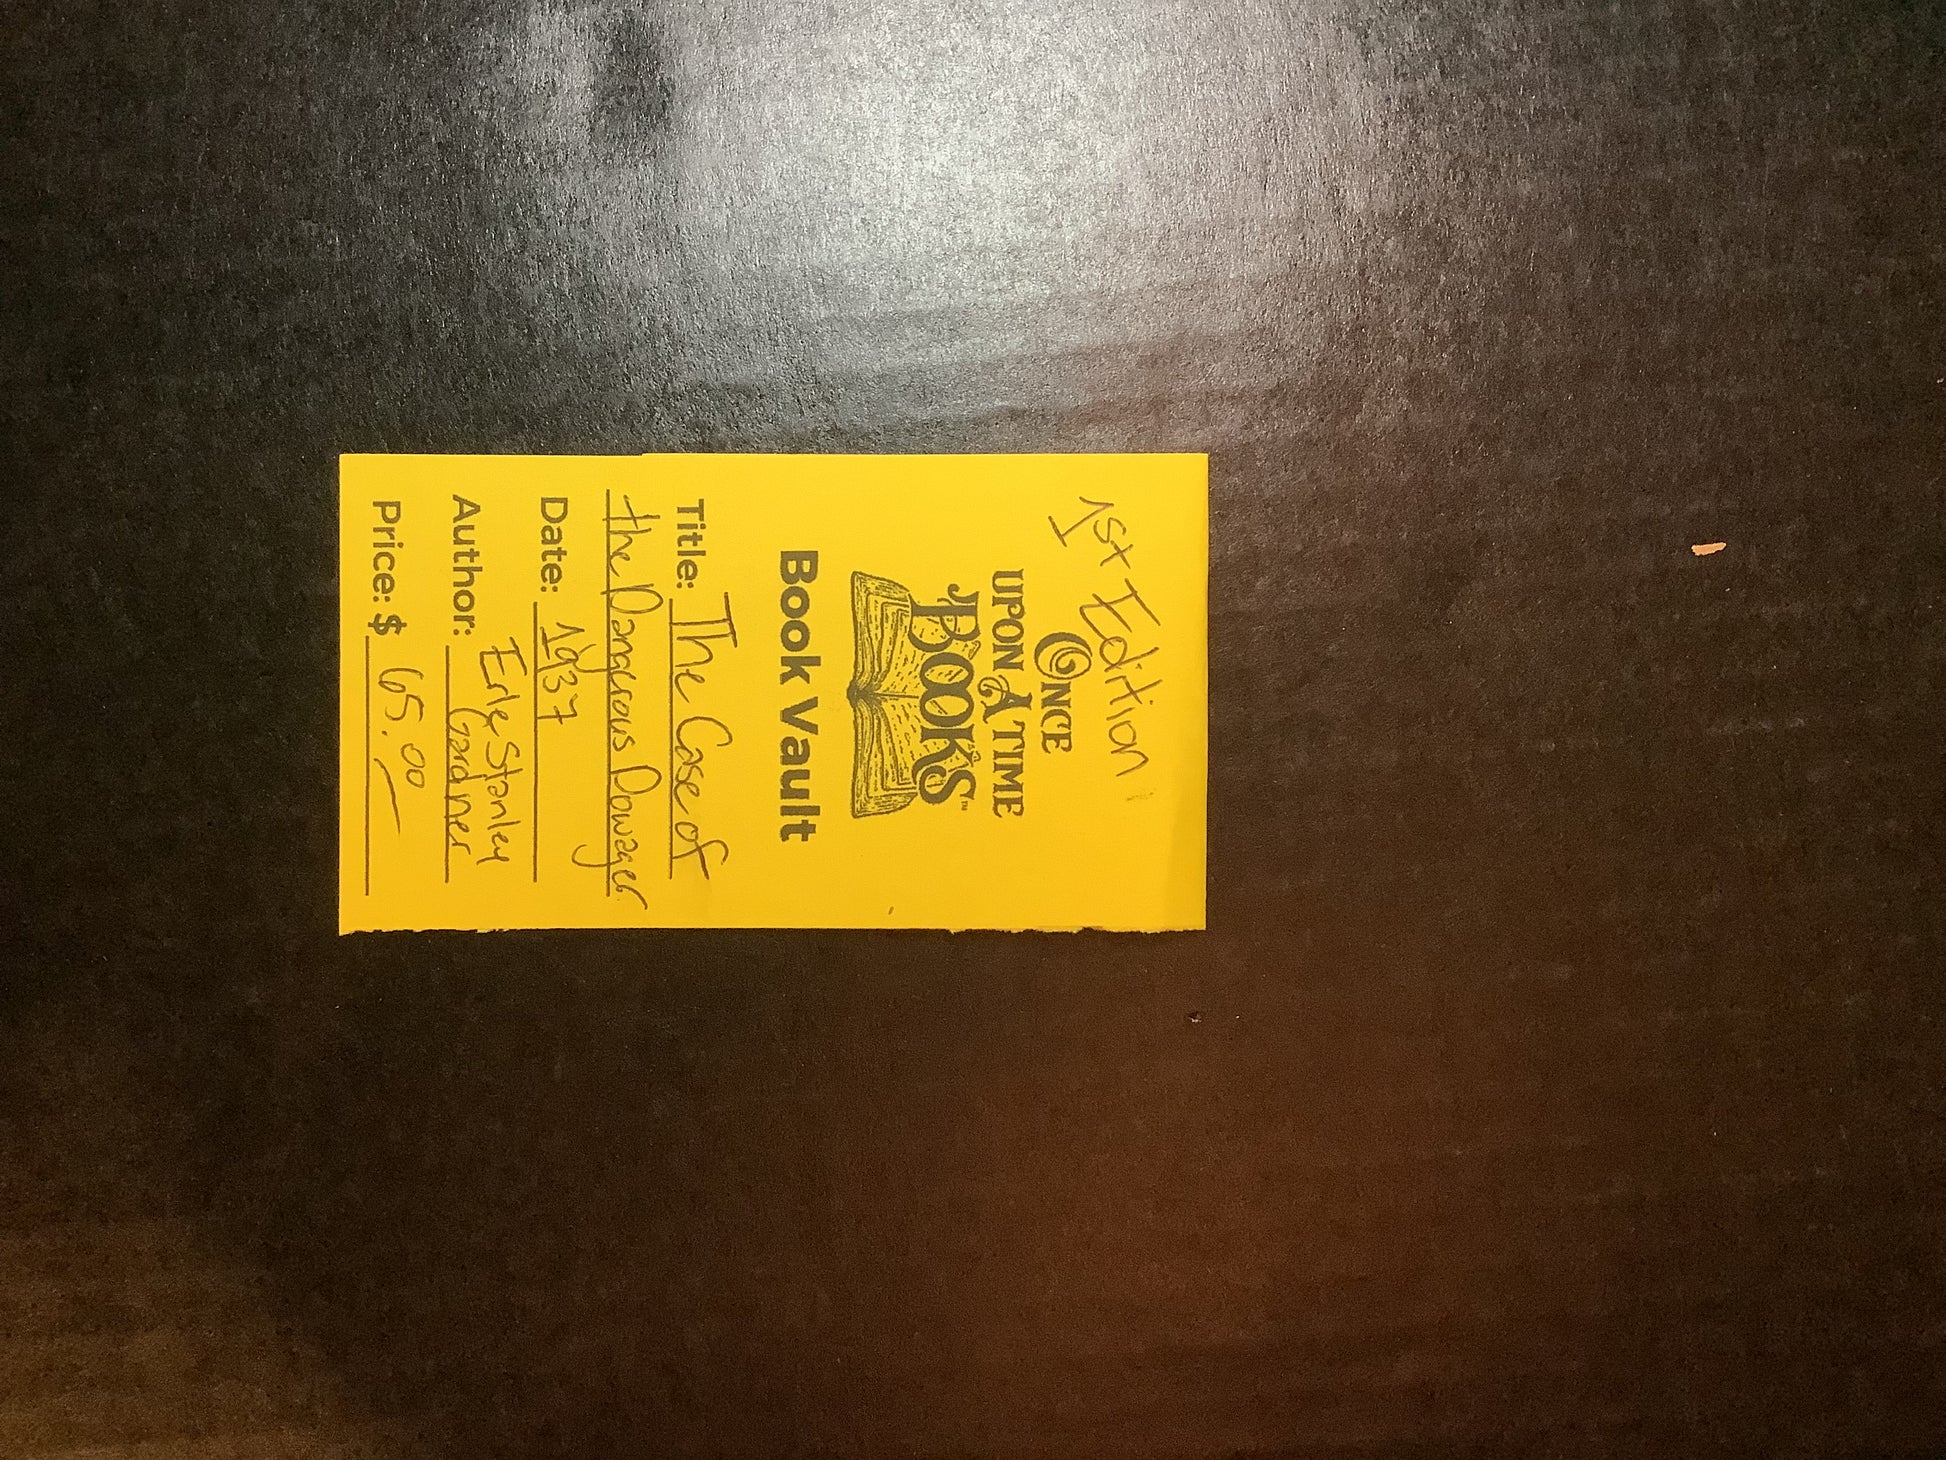 1st Edition
ONCE
UPON A TIME
BOOKS™
Book Vault
Title: The Case of
the Dangerous Dowager
Date: 1937
Author: Erle Stanley
Gardner
Price: $ 65.00